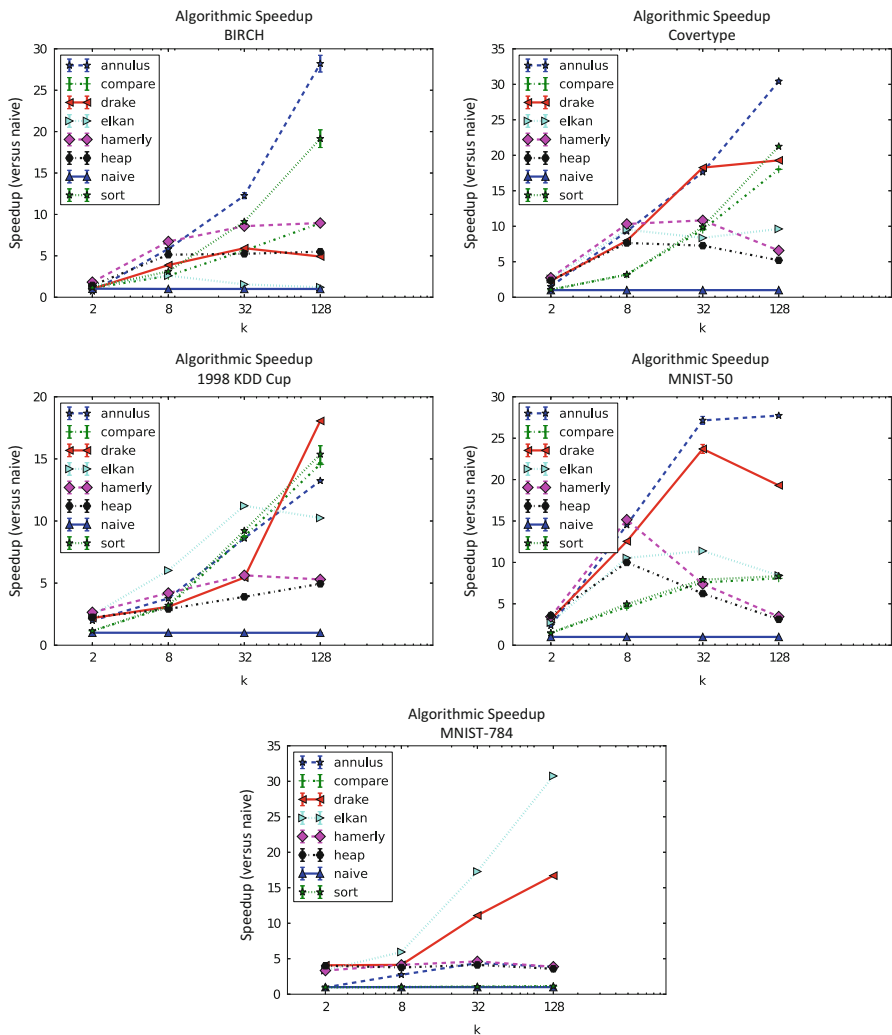 Algorithmic Speedup
BIRCH
30
25
20
15
10
5
0
Speedup (versus naive)
annulus
compare
drake
elkan
hamerly
heap
naive
sort
2 8 32 128
k
Algorithmic Speedup
Covertype
35
30
25
20
15
10
5
0
Speedup (versus naive)
annulus
compare
drake
elkan
hamerly
heap
naive
sort
2 8 32 128
k
Algorithmic Speedup
1998 KDD Cup
20
15
10
5
0
Speedup (versus naive)
annulus
compare
drake
elkan
hamerly
heap
naive
sort
2 8 32 128
k
Algorithmic Speedup
MNIST-50
30
25
20
15
10
5
0
Speedup (versus naive)
annulus
compare
drake
elkan
hamerly
heap
naive
sort
2 8 32 128
k
Algorithmic Speedup
MNIST-784
35
30
25
20
15
10
5
0
Speedup (versus naive)
annulus
compare
drake
elkan
hamerly
heap
naive
sort
2 8 32 128
k